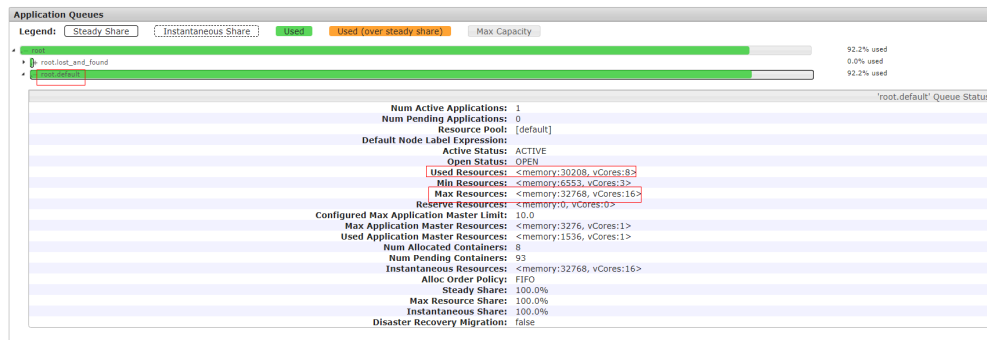 Application Queues
Legend: Steady Share Instantaneous Share Used Used (over steady share) Max Capacity
root 92.2% used
root.lost_and_found 0.0% used
root.default 92.2% used
'root.default' Queue Status
Num Active Applications: 1
Num Pending Applications: 0
Resource Pool: [default]
Default Node Label Expression:
Active Status: ACTIVE
Open Status: OPEN
Used Resources: <memory:30208, vCores:8>
Min Resources: <memory:6553, vCores:3>
Max Resources: <memory:32768, vCores:16>
Reserve Resources: <memory:0, vCores:0>
Configured Max Application Master Limit: 10.0
Max Application Master Resources: <memory:3276, vCores:1>
Used Application Master Resources: <memory:1536, vCores:1>
Num Allocated Containers: 8
Num Pending Containers: 93
Instantaneous Resources: <memory:32768, vCores:16>
Alloc Order Policy: FIFO
Steady Share: 100.0%
Max Resource Share: 100.0%
Instantaneous Share: 100.0%
Disaster Recovery Migration: false